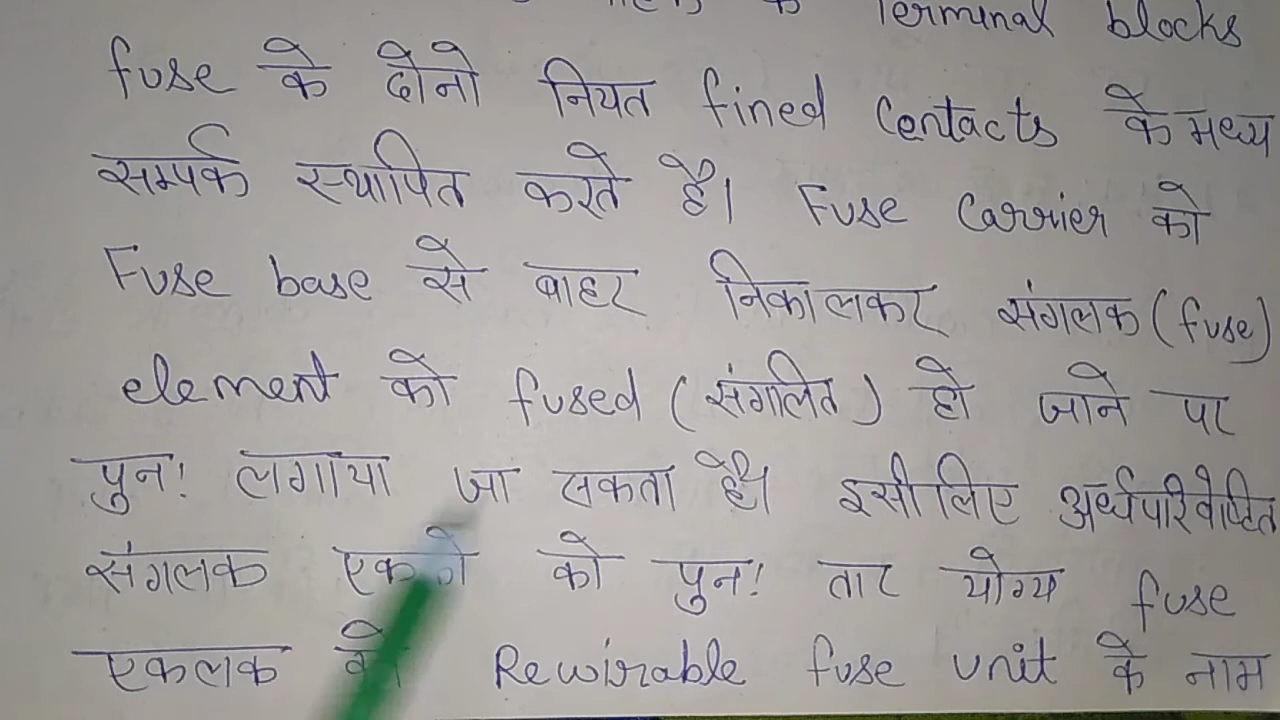 के Terminal blocks
fuse के दोनो नियत fined Contacts के मध्य
सम्पर्क स्थापित करते है। Fuse Carrier को
Fuse base से बाहर निकालकर संगलक (fuse)
element को fused (संगलित) हो जाने पर
पुन! लगाया जा सकता है। इसीलिए अर्धपरिवेष्टित
संगलक को पुन! तार योग्य fuse
एकलक Rewirable fuse unit के नाम